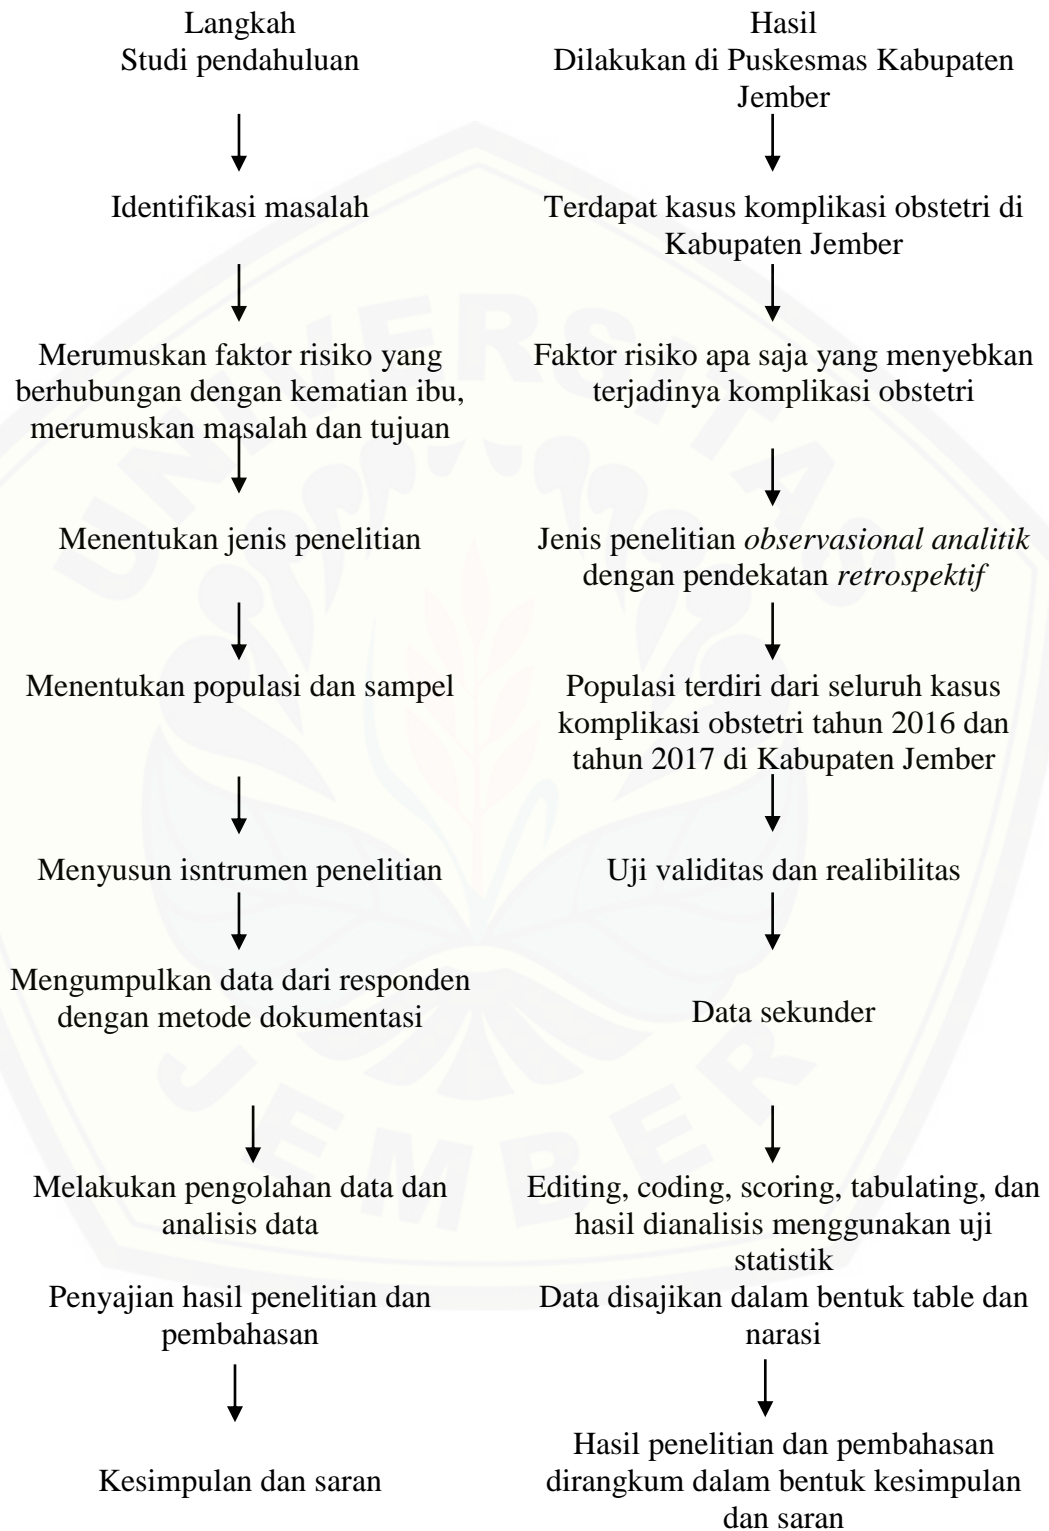 Langkah
Studi pendahuluan
Hasil
Dilakukan di Puskesmas Kabupaten
Jember
Identifikasi masalah
Terdapat kasus komplikasi obstetri di
Kabupaten Jember
Merumuskan faktor risiko yang
berhubungan dengan kematian ibu,
merumuskan masalah dan tujuan
Faktor risiko apa saja yang menyebkan
terjadinya komplikasi obstetri
Menentukan jenis penelitian
Jenis penelitian observasional analitik
dengan pendekatan retrospektif
Menentukan populasi dan sampel
Populasi terdiri dari seluruh kasus
komplikasi obstetri tahun 2016 dan
tahun 2017 di Kabupaten Jember
Menyusun isntrumen penelitian
Uji validitas dan realibilitas
Mengumpulkan data dari responden
dengan metode dokumentasi
Data sekunder
Melakukan pengolahan data dan
analisis data
Editing, coding, scoring, tabulating, dan
hasil dianalisis menggunakan uji
statistik
Penyajian hasil penelitian dan
pembahasan
Data disajikan dalam bentuk table dan
narasi
Kesimpulan dan saran
Hasil penelitian dan pembahasan
dirangkum dalam bentuk kesimpulan
dan saran
UNIVERSITAS
JEMBER